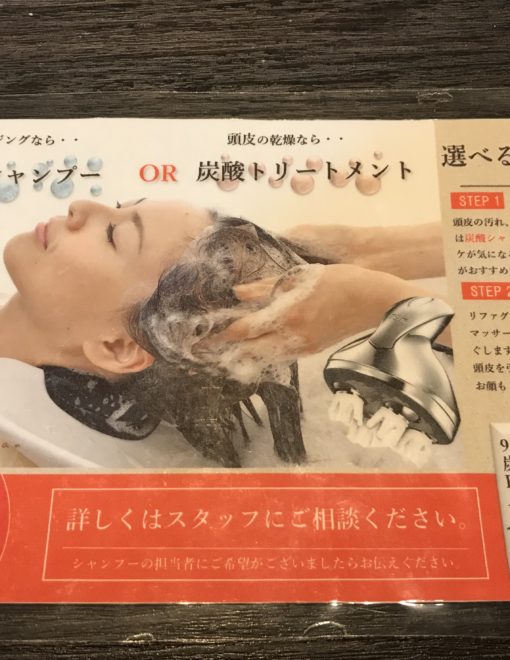 ジングなら・・
ャンプー
OR
頭皮の乾燥なら・・
炭酸トリートメント
選べる
STEP 1
頭皮の汚れ、
は炭酸シャ
ケが気にな
がおすすめ
STEP 2
リファグ
マッサー
ぐします
頭皮を引
お顔も
詳しくはスタッフにご相談ください。
シャンプーの担当者にご希望がございましたらお伝えください。